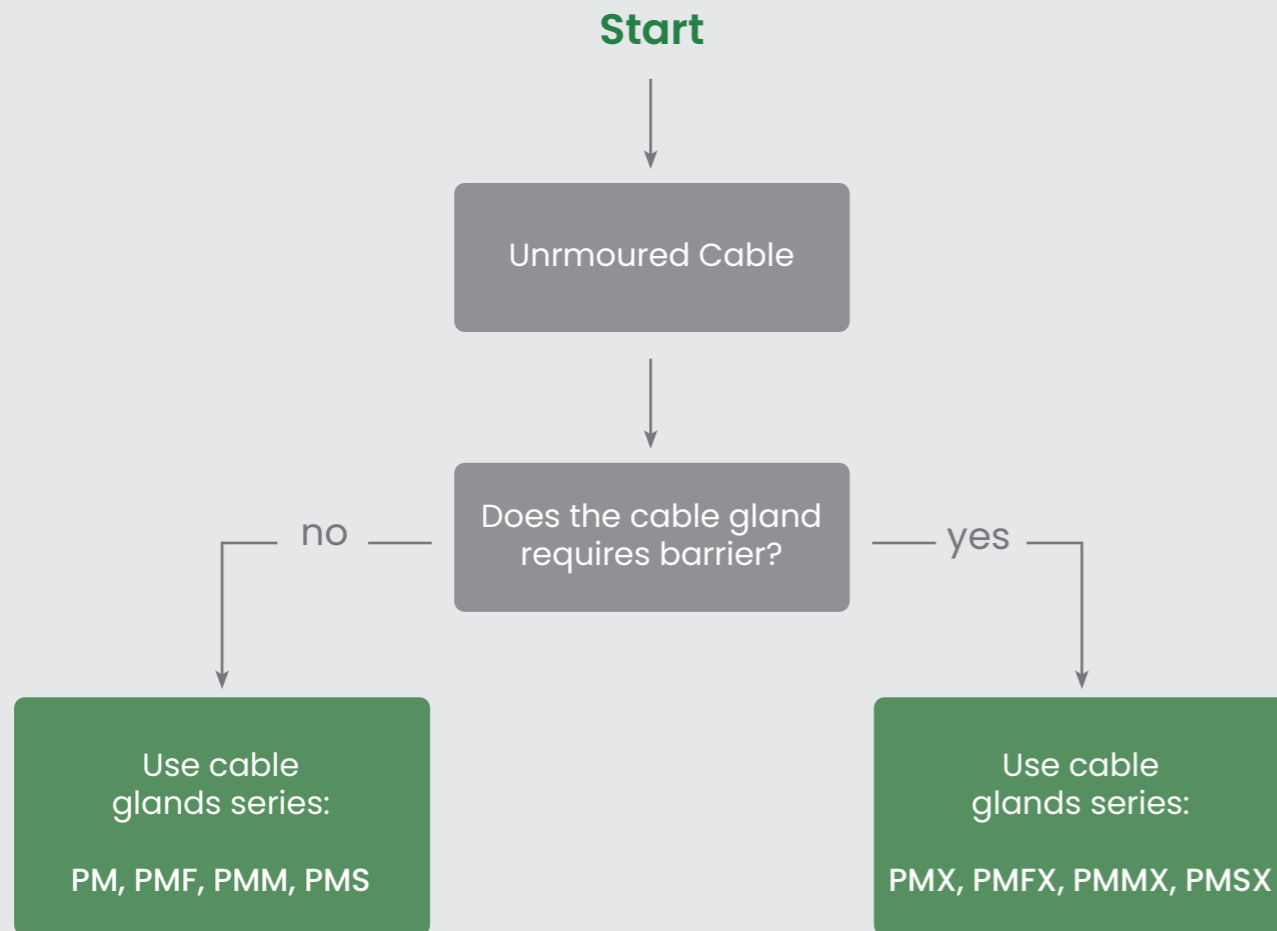 Start
Unrmoured Cable
Does the cable gland
requires barrier?
no
yes
Use cable
glands series:
PM, PMF, PMM, PMS
Use cable
glands series:
PMX, PMFX, PMMX, PMSX